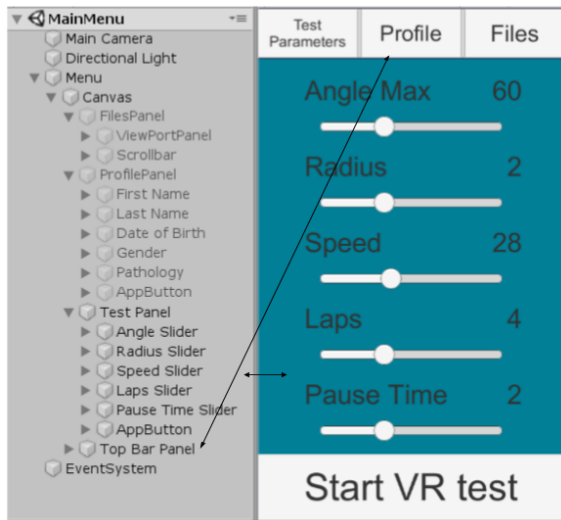 MainMenu
Main Camera
Directional Light
Menu
Canvas
FilesPanel
ViewPortPanel
Scrollbar
ProfilePanel
First Name
Last Name
Date of Birth
Gender
Pathology
AppButton
Test Panel
Angle Slider
Radius Slider
Speed Slider
Laps Slider
Pause Time Slider
AppButton
Top Bar Panel
EventSystem
Test
Parameters
Profile
Files
Angle Max 60
Radius 2
Speed 28
Laps 4
Pause Time 2
Start VR test